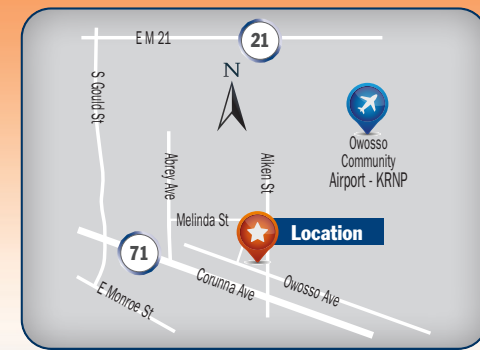 E M 21
21
S Gould St
N
Owosso
Community
Airport - KRNP
Abrey Ave
Aiken St
Melinda St
Location
71
Corunna Ave
Owosso Ave
E Monroe St